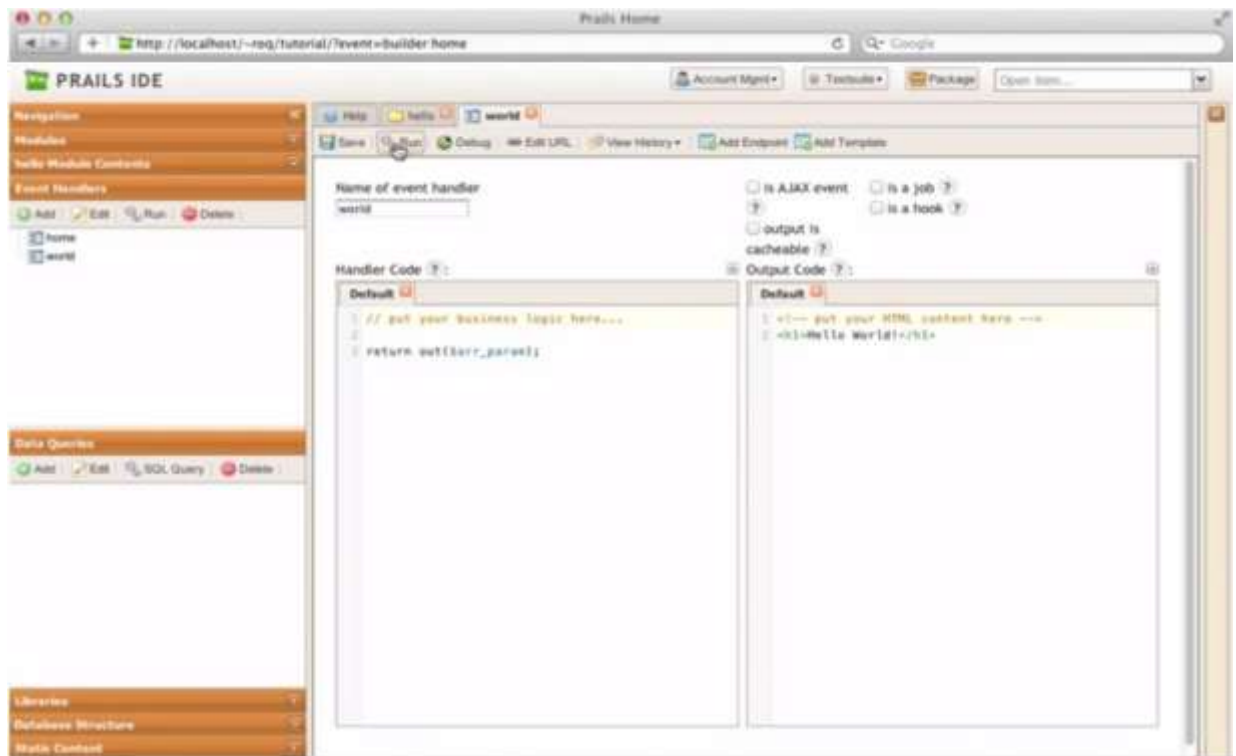 Prails Home
http://localhost/~roq/tutorial/?event=builder:home
Google
PRAILS IDE
Account Mgmt
Testsuite
Package
Open item...
Navigation
Modules
hello Module Contents
Event Handlers
Add Edit Run Delete
home
world
Data Queries
Add Edit SQL Query Delete
Libraries
Database Structure
Static Content
Help hello world
Save Run Debug Edit URL View History Add Endpoint Add Template
Name of event handler
world
is AJAX event ?
is a job ?
is a hook ?
output is cacheable ?
Handler Code ? :
Default
1 // put your business logic here...
2
3 return out($arr_param);
Output Code ? :
Default
1 <!-- put your HTML content here -->
2 <h1>Hello World!</h1>